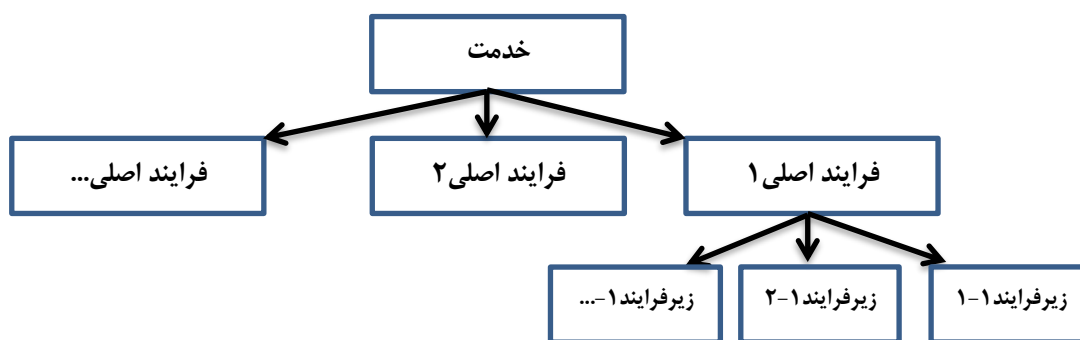 خدمت
فرایند اصلی۱
فرایند اصلی۲
فرایند اصلی...
زیرفرایند۱-۱
زیرفرایند۱-۲
زیرفرایند۱-...